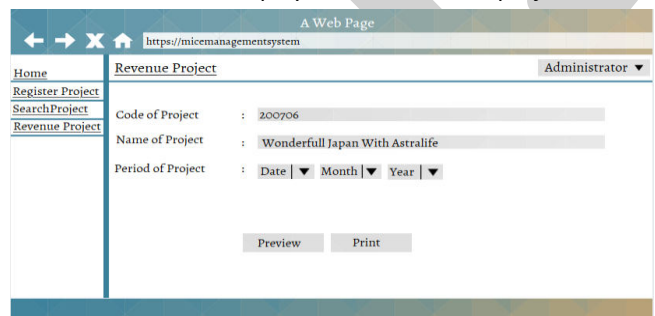 A Web Page
https://micemanagementsystem
Home
Register Project
SearchProject
Revenue Project
Revenue Project
Administrator ▼
Code of Project : 200706
Name of Project : Wonderfull Japan With Astralife
Period of Project : Date | ▼ Month | ▼ Year | ▼
Preview Print